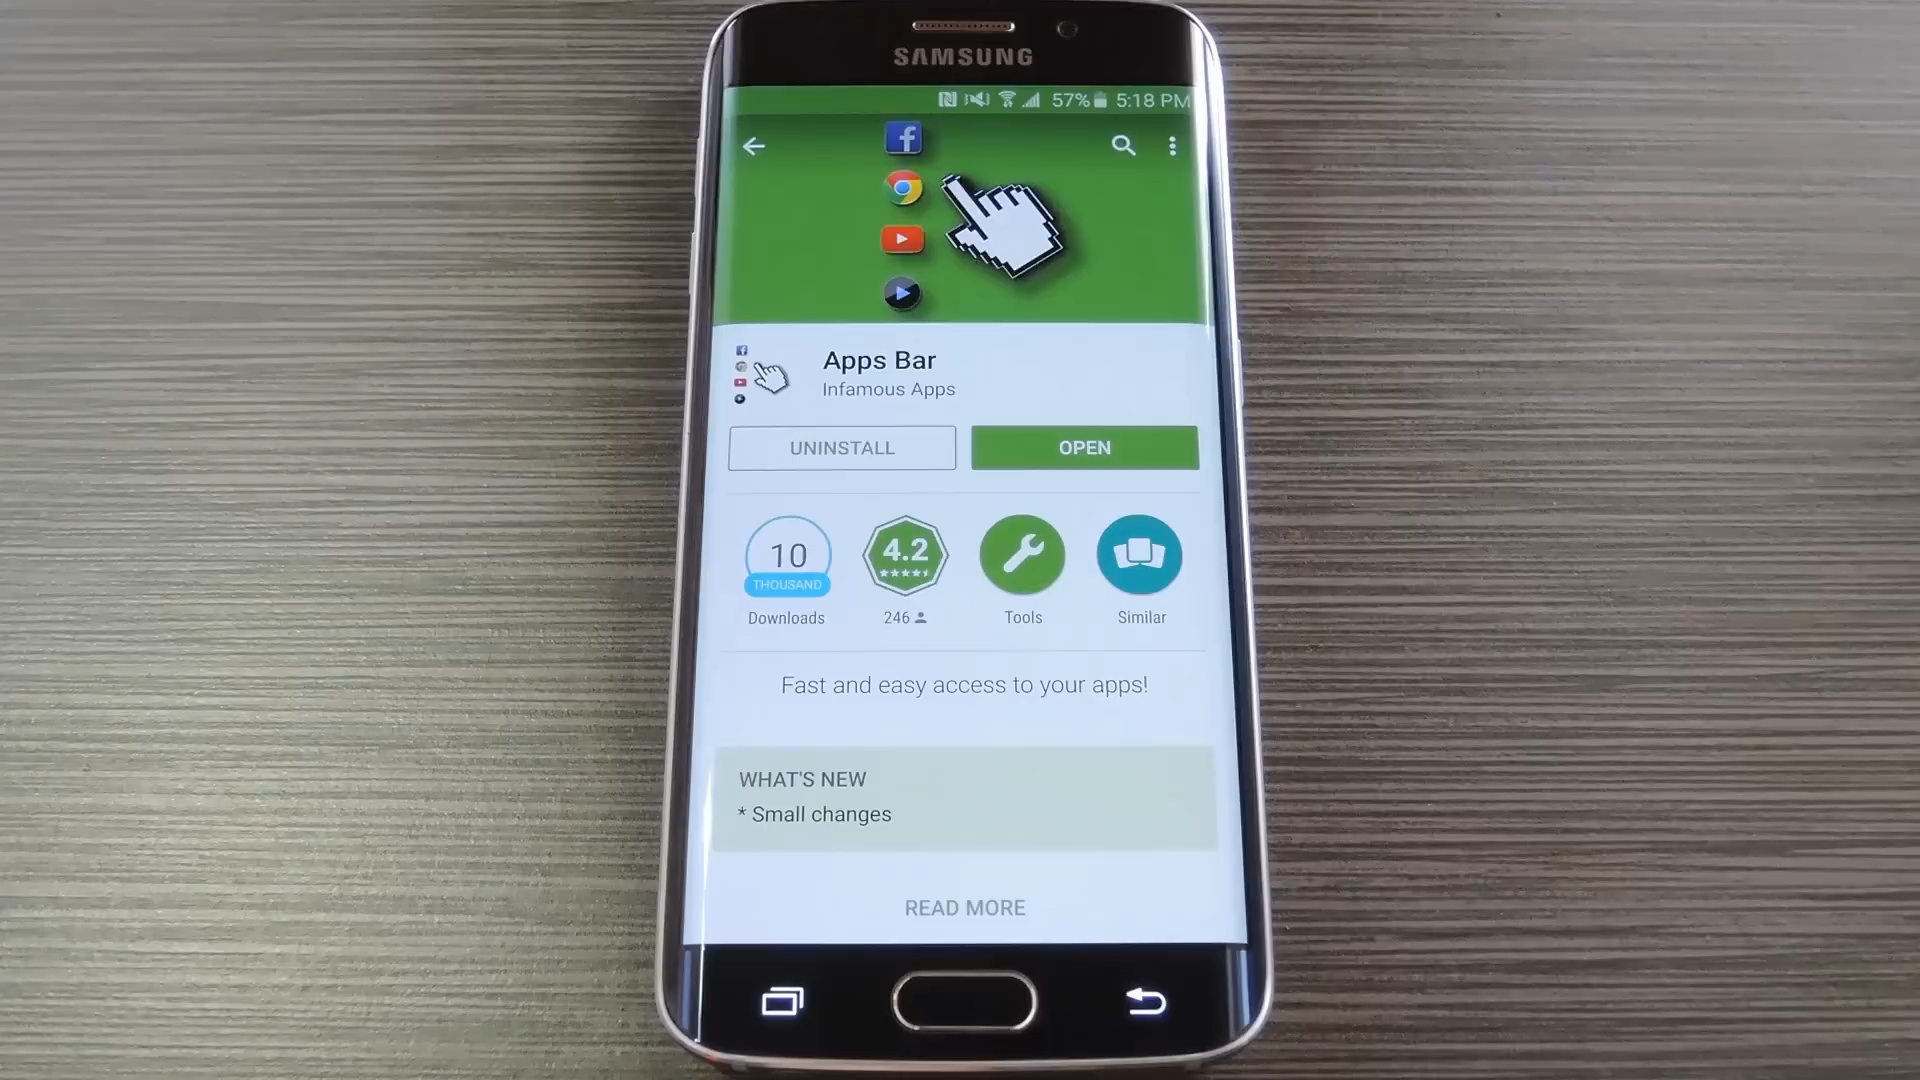 SAMSUNG
57% 5:18 PM
Apps Bar
Infamous Apps
UNINSTALL
OPEN
10
THOUSAND
Downloads
4.2
246
Tools
Similar
Fast and easy access to your apps!
WHAT'S NEW
* Small changes
READ MORE